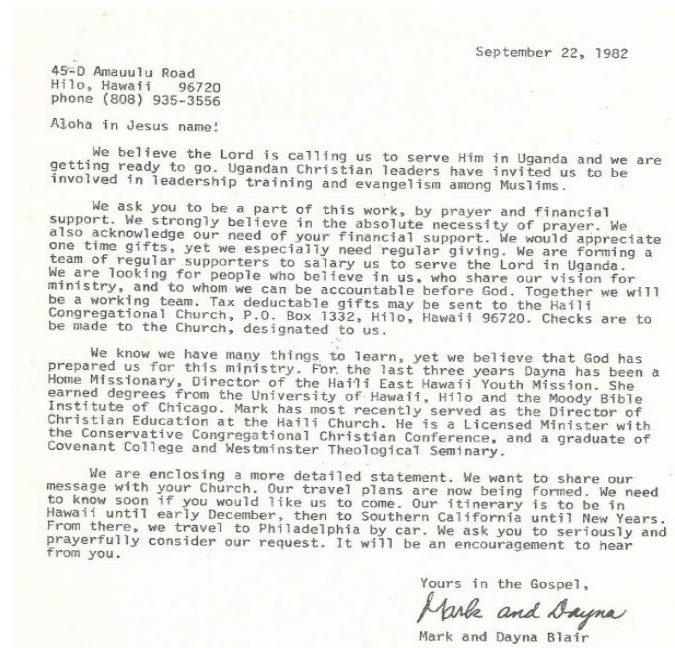 September 22, 1982
45-D Amauulu Road
Hilo, Hawaii 96720
phone (808) 935-3556
Aloha in Jesus name!
We believe the Lord is calling us to serve Him in Uganda and we are
getting ready to go. Ugandan Christian leaders have invited us to be
involved in leadership training and evangelism among Muslims.
We ask you to be a part of this work, by prayer and financial
support. We strongly believe in the absolute necessity of prayer. We
also acknowledge our need of your financial support. We would appreciate
one time gifts, yet we especially need regular giving. We are forming a
team of regular supporters to salary us to serve the Lord in Uganda.
We are looking for people who believe in us, who share our vision for
ministry, and to whom we can be accountable before God. Together we will
be a working team. Tax deductable gifts may be sent to the Haili
Congregational Church, P.O. Box 1332, Hilo, Hawaii 96720. Checks are to
be made to the Church, designated to us.
We know we have many things to learn, yet we believe that God has
prepared us for this ministry. For the last three years Dayna has been a
Home Missionary, Director of the Haili East Hawaii Youth Mission. She
earned degrees from the University of Hawaii, Hilo and the Moody Bible
Institute of Chicago. Mark has most recently served as the Director of
Christian Education at the Haili Church. He is a Licensed Minister with
the Conservative Congregational Christian Conference, and a graduate of
Covenant College and Westminster Theological Seminary.
We are enclosing a more detailed statement. We want to share our
message with your Church. Our travel plans are now being formed. We need
to know soon if you would like us to come. Our itinerary is to be in
Hawaii until early December, then to Southern California until New Years.
From there, we travel to Philadelphia by car. We ask you to seriously and
prayerfully consider our request. It will be an encouragement to hear
from you.
Yours in the Gospel,
Mark and Dayna
Mark and Dayna Blair